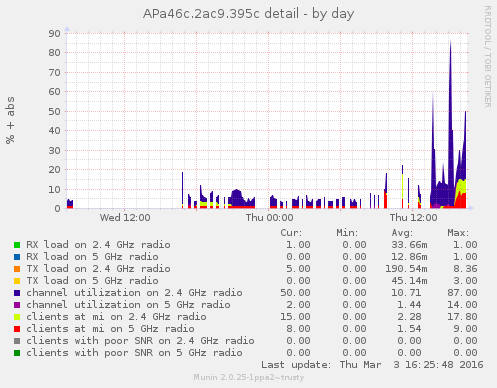 APa46c.2ac9.395c detail - by day
RRDTOOL / TOBI OETIKER
% + abs
90
80
70
60
50
40
30
20
10
0
Wed 12:00 Thu 00:00 Thu 12:00
Cur: Min: Avg: Max:
RX load on 2.4 GHz radio 1.00 0.00 33.66m 1.00
RX load on 5 GHz radio 0.00 0.00 12.86m 1.00
TX load on 2.4 GHz radio 5.00 0.00 190.54m 8.36
TX load on 5 GHz radio 0.00 0.00 45.14m 3.00
channel utilization on 2.4 GHz radio 50.00 0.00 10.71 87.00
channel utilization on 5 GHz radio 2.00 0.00 1.44 14.00
clients at mi on 2.4 GHz radio 15.00 0.00 2.28 17.80
clients at mi on 5 GHz radio 8.00 0.00 1.54 9.00
clients with poor SNR on 2.4 GHz radio 0.00 0.00 0.00 0.00
clients with poor SNR on 5 GHz radio 0.00 0.00 0.00 0.00
Last update: Thu Mar 3 16:25:48 2016
Munin 2.0.25-1ppa2~trusty